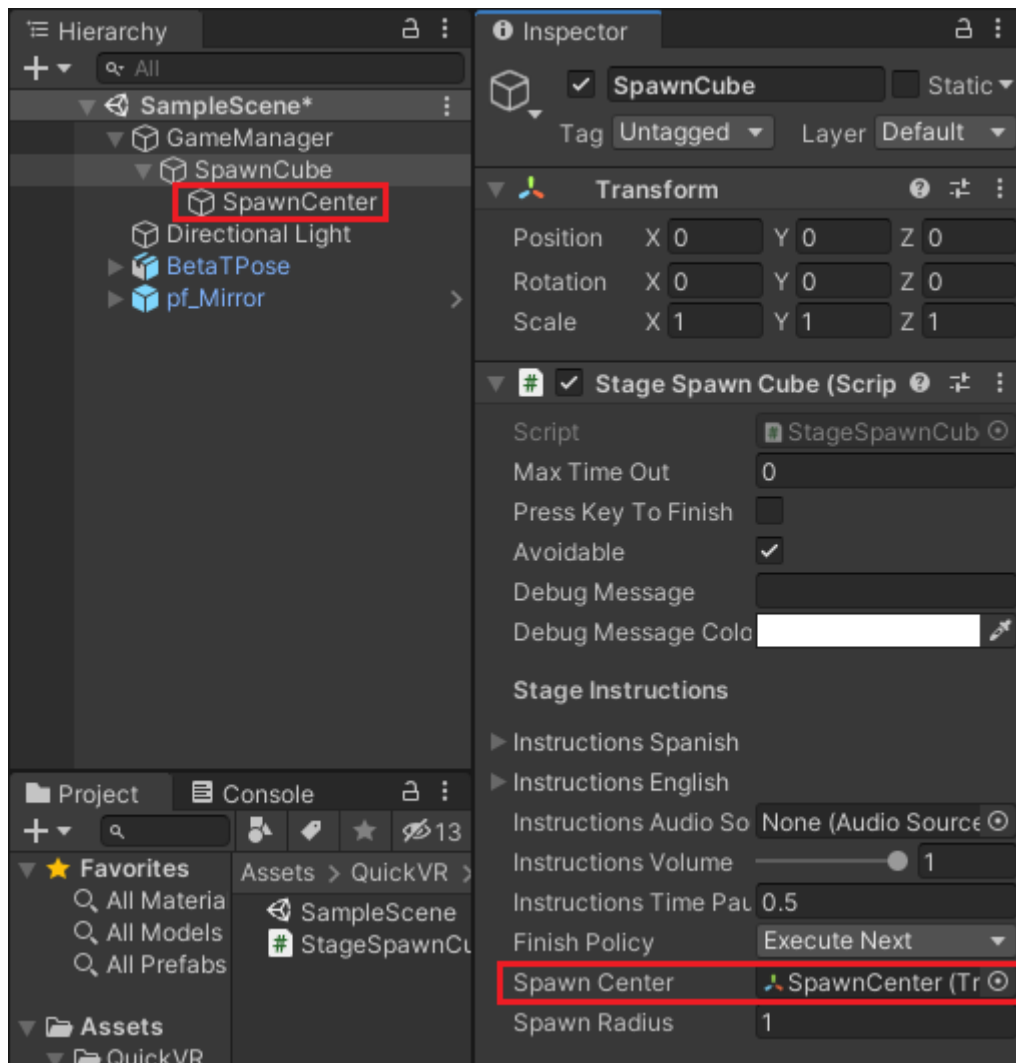 Hierarchy
All
SampleScene*
GameManager
SpawnCube
SpawnCenter
Directional Light
BetaTPose
pf_Mirror
Project
Console
13
Favorites
All Materia
All Models
All Prefabs
Assets
QuickVR
Assets > QuickVR >
SampleScene
StageSpawnCu
Inspector
SpawnCube
Static
Tag Untagged Layer Default
Transform
Position X 0 Y 0 Z 0
Rotation X 0 Y 0 Z 0
Scale X 1 Y 1 Z 1
# Stage Spawn Cube (Scrip
Script StageSpawnCub
Max Time Out 0
Press Key To Finish
Avoidable
Debug Message
Debug Message Colo
Stage Instructions
Instructions Spanish
Instructions English
Instructions Audio So None (Audio Source
Instructions Volume 1
Instructions Time Pau 0.5
Finish Policy Execute Next
Spawn Center SpawnCenter (Tr
Spawn Radius 1